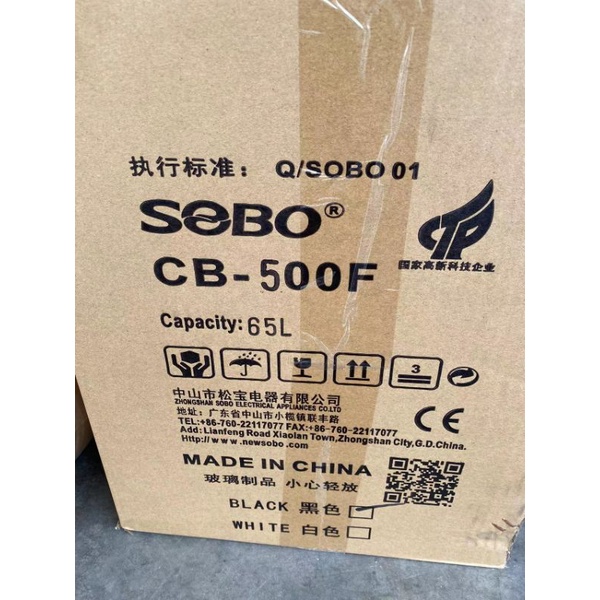 执行标准： Q/SOBO 01
SOBO®
CTP
国家高新科技企业
CB-500F
Capacity: 65L
3
中山市松宝电器有限公司
ZHONGSHAN SOBO ELECTRICAL APPLIANCES CO.LTD
地址：广东省中山市小榄镇联丰路
TEL:+86-760-22117077 FAX:+86-760-22117077
Add: Lianfeng Road Xiaolan Town,Zhongshan City,G.D.China.
Http://www.newsobo.com
CE
MADE IN CHINA
玻璃制品 小心轻放
BLACK 黑色
WHITE 白色